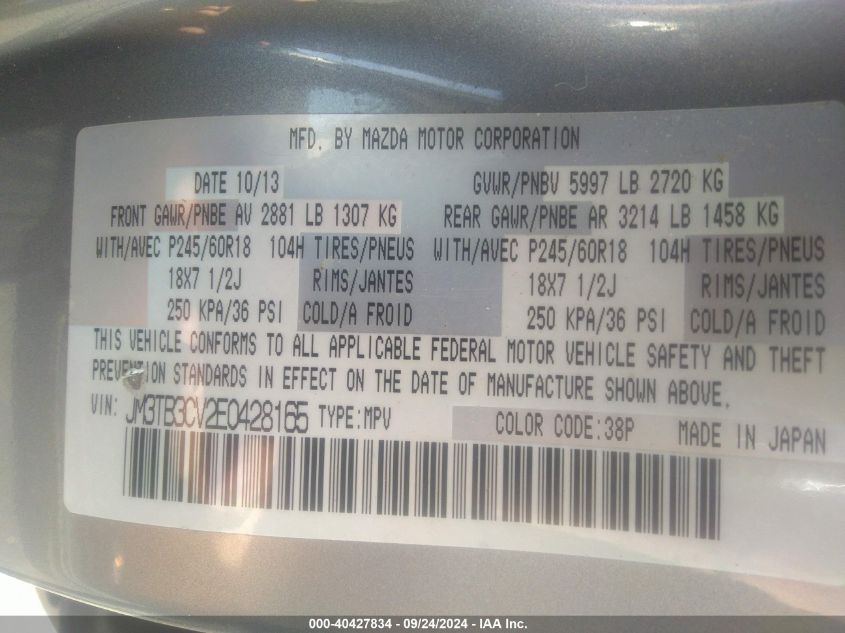 MFD. BY MAZDA MOTOR CORPORATION
DATE 10/13 GVWR/PNBV 5997 LB 2720 KG
FRONT GAWR/PNBE AV 2881 LB 1307 KG REAR GAWR/PNBE AR 3214 LB 1458 KG
WITH/AVEC P245/60R18 104H TIRES/PNEUS WITH/AVEC P245/60R18 104H TIRES/PNEUS
18X7 1/2J RIMS/JANTES 18X7 1/2J RIMS/JANTES
250 KPA/36 PSI COLD/A FROID 250 KPA/36 PSI COLD/A FROID
THIS VEHICLE CONFORMS TO ALL APPLICABLE FEDERAL MOTOR VEHICLE SAFETY AND THEFT
PREVENTION STANDARDS IN EFFECT ON THE DATE OF MANUFACTURE SHOWN ABOVE.
VIN: JM3TB3CV2E0428165 TYPE:MPV COLOR CODE:38P MADE IN JAPAN
000-40427834 - 09/24/2024 - IAA Inc.